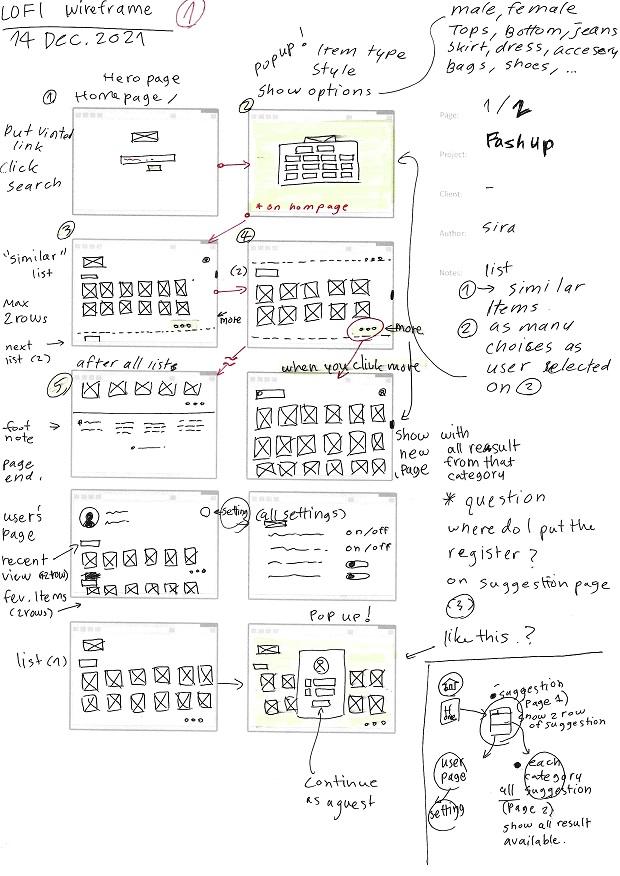 LOFI wireframe 1
14 DEC. 2021
male, female
Tops, Bottom, jeans
Skirt, dress, accesery
bags, shoes, ...
popup! Item type
Style
Show options
Hero page
① Homepage
②
Put vinted
link
click
search
* on hompage
Page: 1/2
Project: Fashup
Client: -
Author: sira
Notes: list
① → similar
Items.
② as many
choices as
user selected
on ②
③
"similar"
list
Max
2 rows
next
list (2)
more
④
(2)
more
when you click more
after all lists
⑤
foot
note
page
end.
Show with
new all reasult
page from that
category
* question
where do I put the
register?
on suggestion page
(3)
like this.?
user's
page
recent
view (2row)
fev. Items
(2rows)
setting
(all settings)
on/off
on/off
Pop up!
list (1)
Continue
as a guest
suggestion
(page 1)
show 2 row
of suggestion
user
page
setting
each
category
all suggestion
(page 2)
show all result
available.